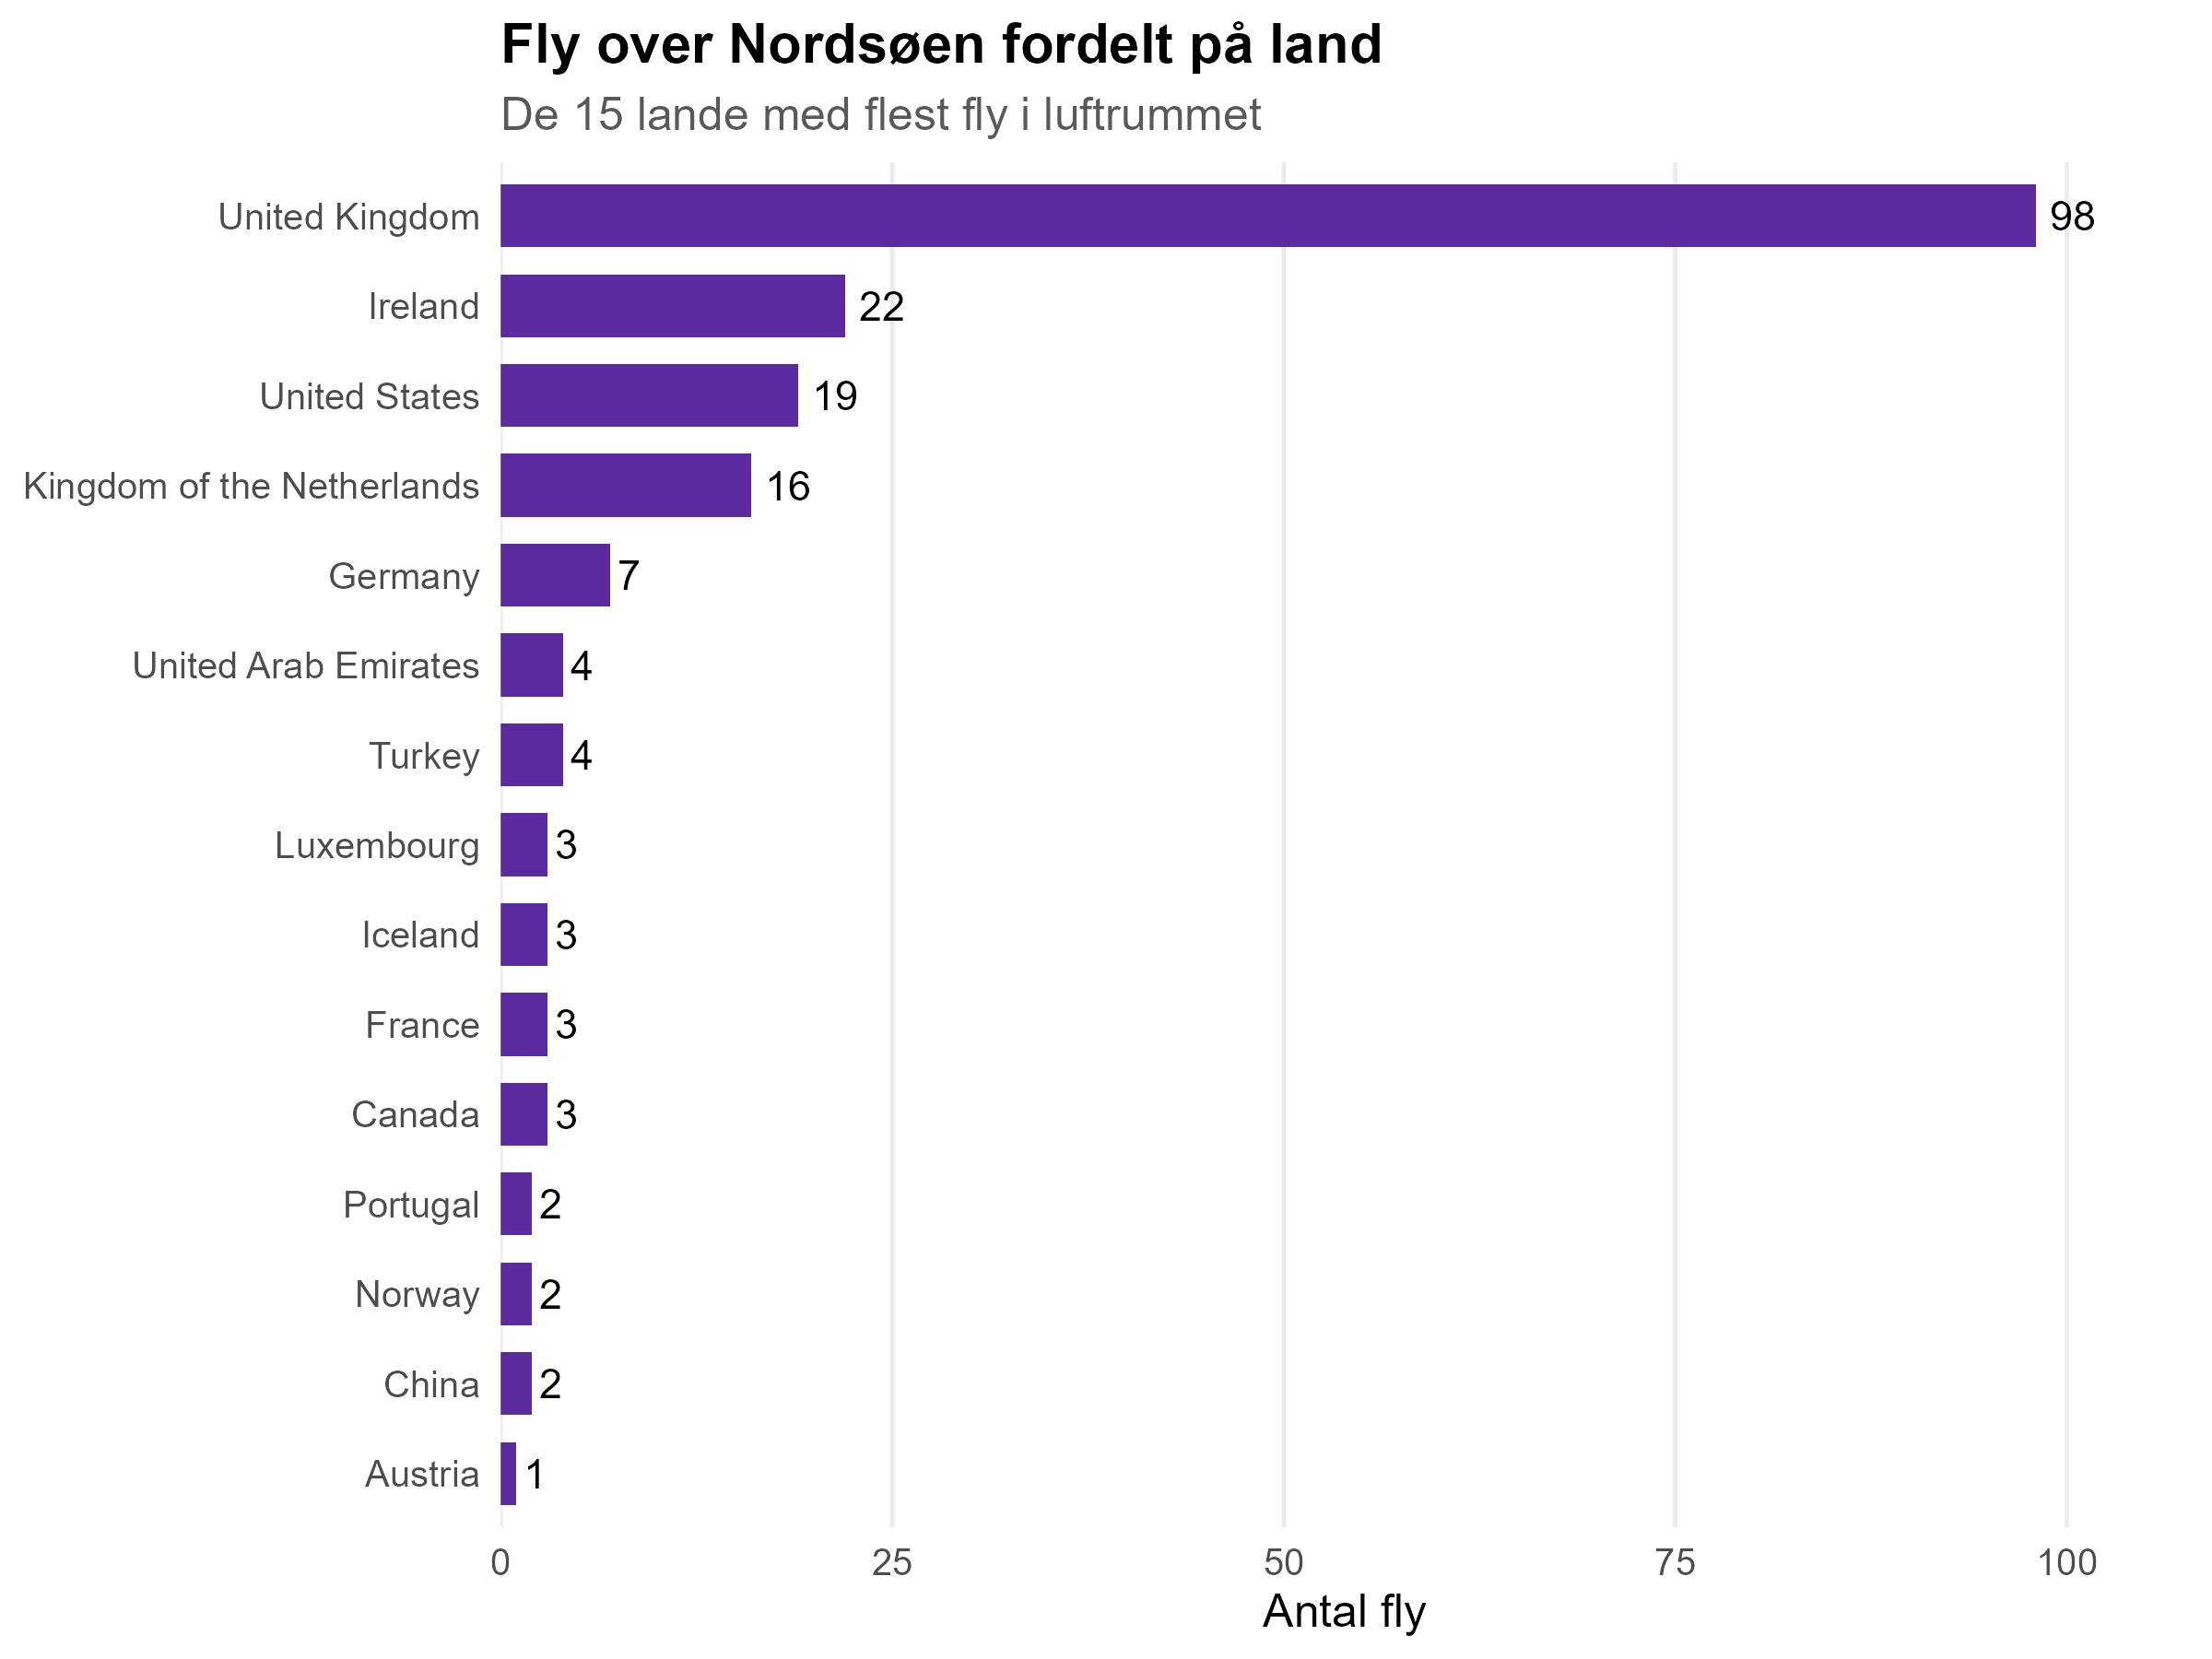 Fly over Nordsøen fordelt på land
De 15 lande med flest fly i luftrummet
United Kingdom 98
Ireland 22
United States 19
Kingdom of the Netherlands 16
Germany 7
United Arab Emirates 4
Turkey 4
Luxembourg 3
Iceland 3
France 3
Canada 3
Portugal 2
Norway 2
China 2
Austria 1
0 25 50 75 100
Antal fly